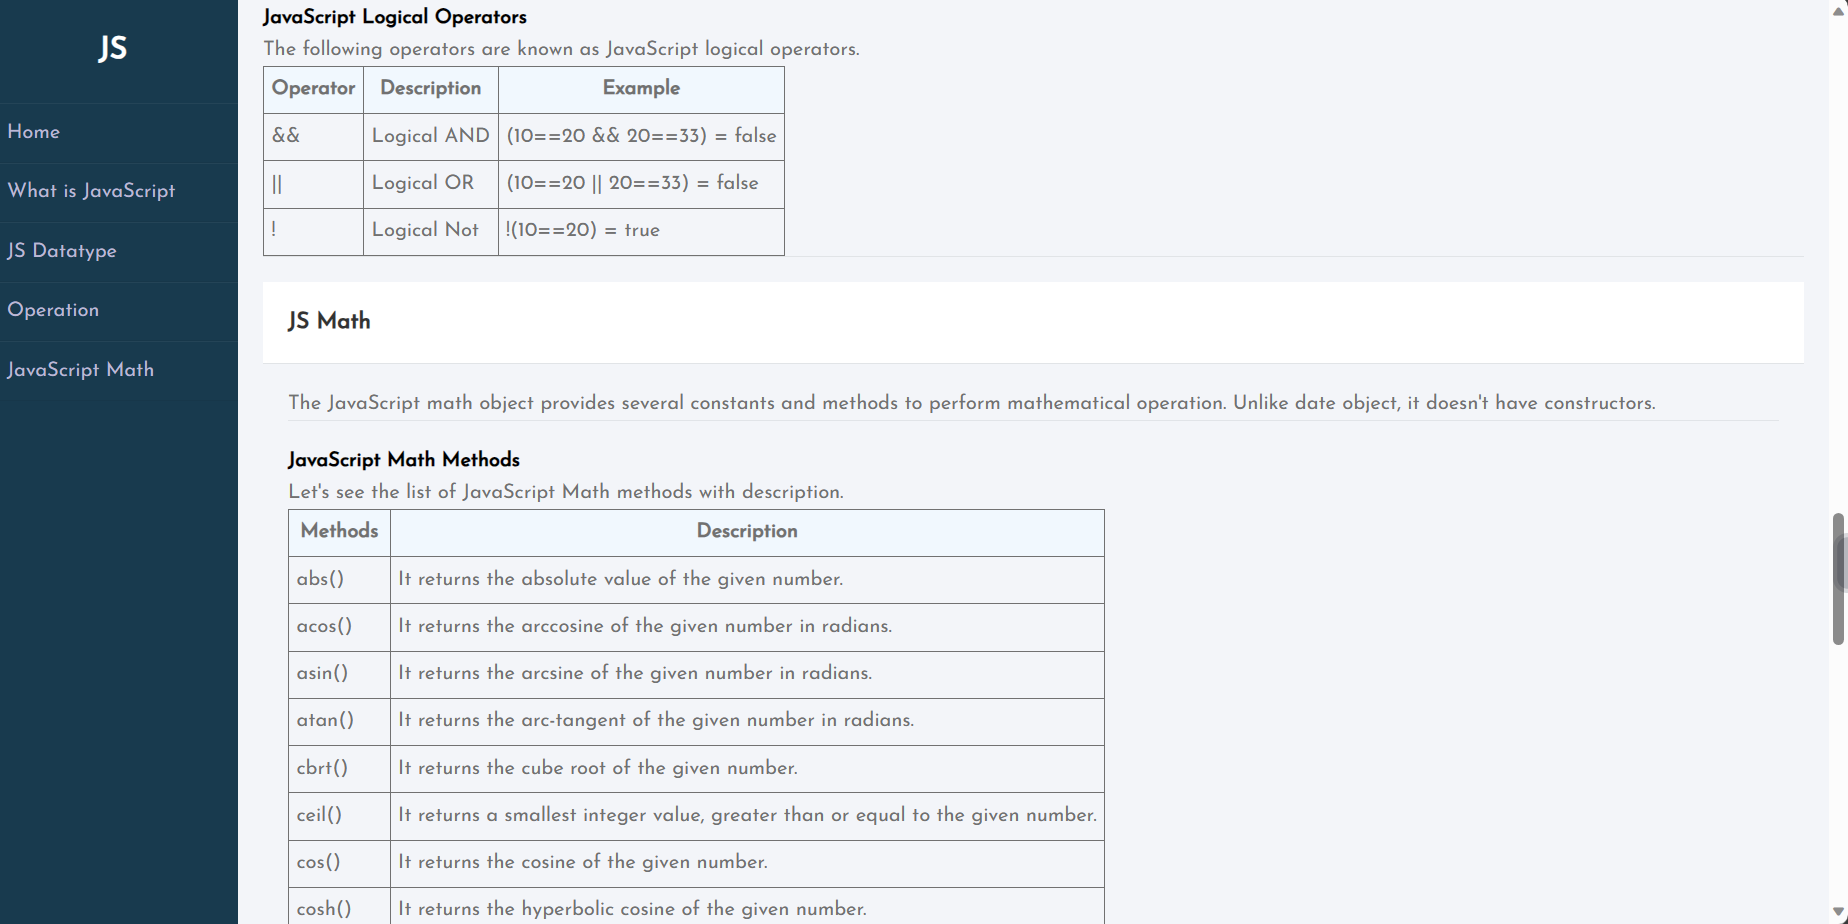 JS
Home
What is JavaScript
JS Datatype
Operation
JavaScript Math
JavaScript Logical Operators
The following operators are known as JavaScript logical operators.
Operator Description Example
&& Logical AND (10==20 && 20==33) = false
|| Logical OR (10==20 || 20==33) = false
! Logical Not !(10==20) = true
JS Math
The JavaScript math object provides several constants and methods to perform mathematical operation. Unlike date object, it doesn't have constructors.
JavaScript Math Methods
Let's see the list of JavaScript Math methods with description.
Methods Description
abs() It returns the absolute value of the given number.
acos() It returns the arccosine of the given number in radians.
asin() It returns the arcsine of the given number in radians.
atan() It returns the arc-tangent of the given number in radians.
cbrt() It returns the cube root of the given number.
ceil() It returns a smallest integer value, greater than or equal to the given number.
cos() It returns the cosine of the given number.
cosh() It returns the hyperbolic cosine of the given number.